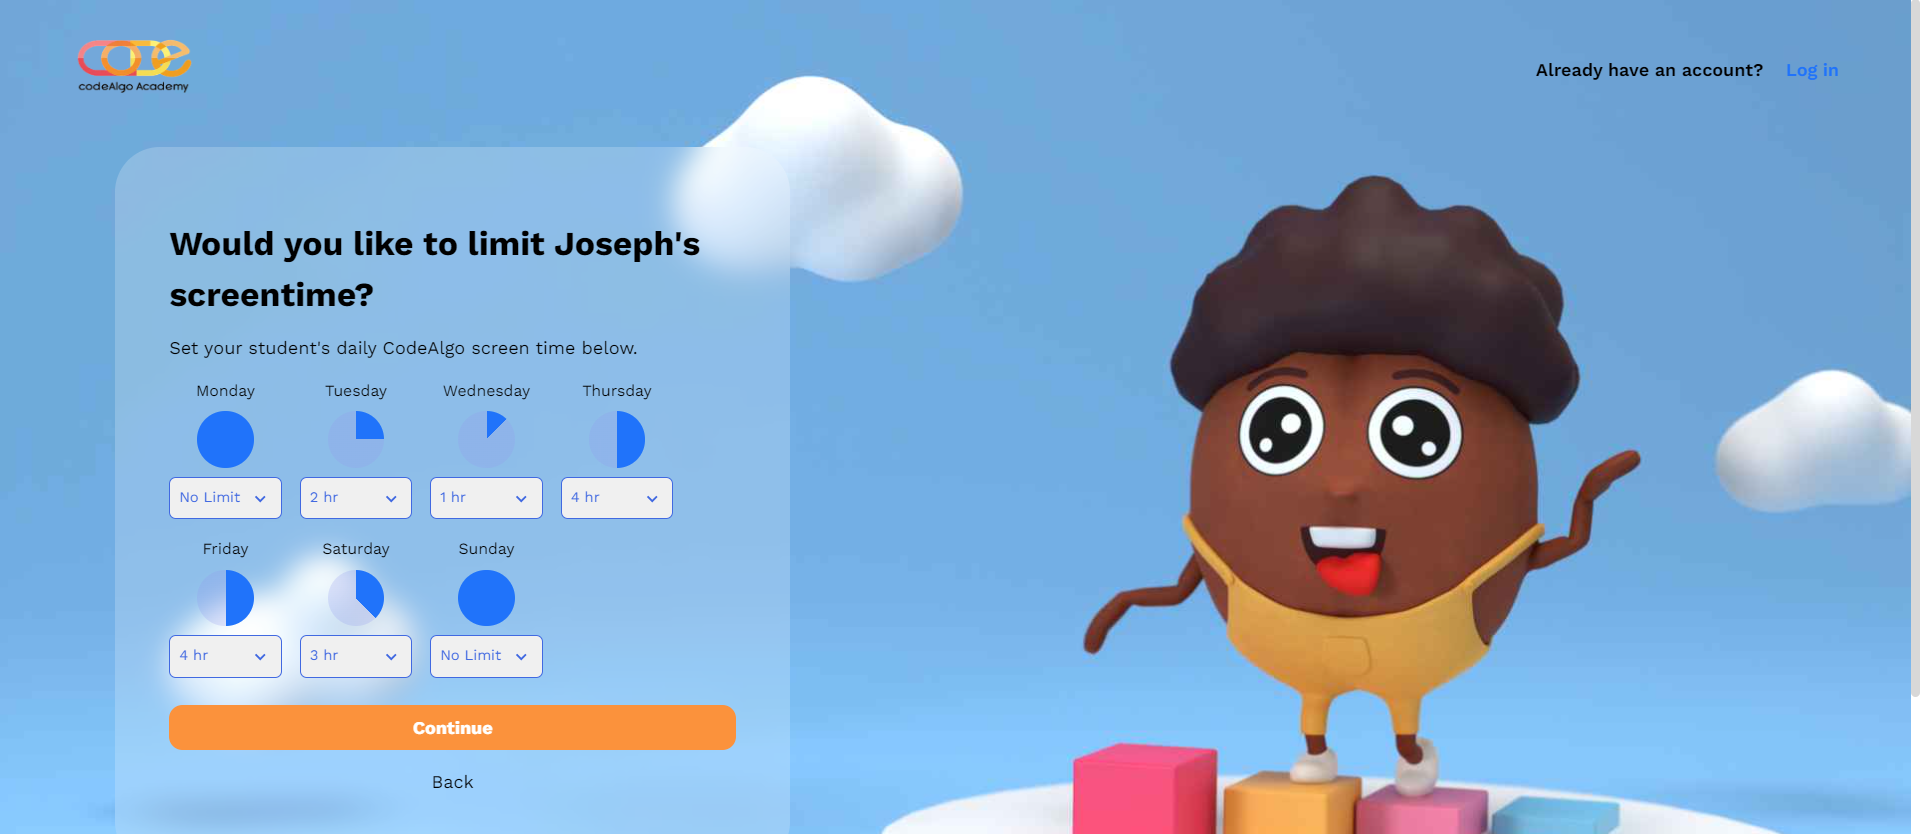 CODE
codeAlgo Academy
Already have an account? Log in
Would you like to limit Joseph's
screentime?
Set your student's daily CodeAlgo screen time below.
Monday Tuesday Wednesday Thursday
No Limit 2 hr 1 hr 4 hr
Friday Saturday Sunday
4 hr 3 hr No Limit
Continue
Back